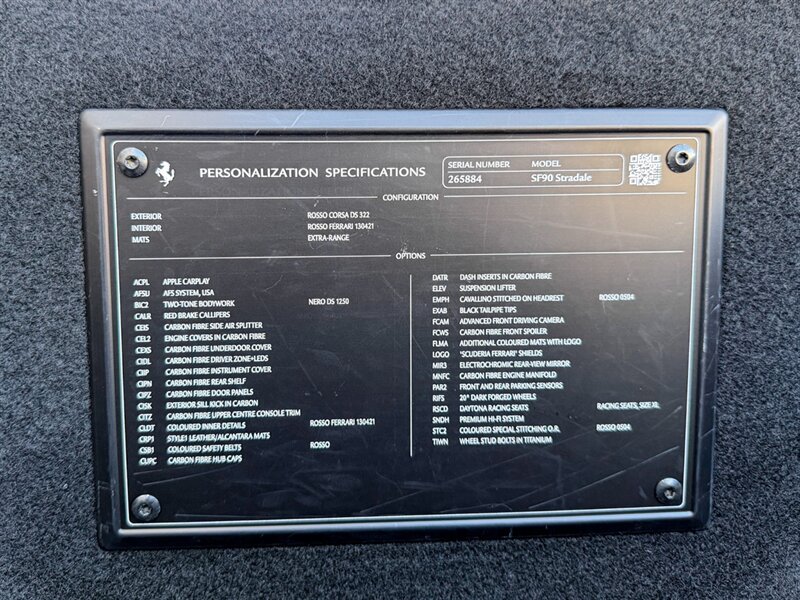 PERSONALIZATION SPECIFICATIONS
SERIAL NUMBER MODEL
265884 SF90 Stradale
CONFIGURATION
EXTERIOR ROSSO CORSA DS 322
INTERIOR ROSSO FERRARI 130421
MATS EXTRA-RANGE
OPTIONS
ACPL APPLE CARPLAY
AFSU AFS SYSTEM, USA
BIC2 TWO-TONE BODYWORK NERO DS 1250
CALR RED BRAKE CALLIPERS
CEIS CARBON FIBRE SIDE AIR SPLITTER
CEL2 ENGINE COVERS IN CARBON FIBRE
CEXS CARBON FIBRE UNDERDOOR COVER
CIDL CARBON FIBRE DRIVER ZONE+LEDS
CIIP CARBON FIBRE INSTRUMENT COVER
CIPN CARBON FIBRE REAR SHELF
CIPZ CARBON FIBRE DOOR PANELS
CISK EXTERIOR SILL KICK IN CARBON
CITZ CARBON FIBRE UPPER CENTRE CONSOLE TRIM
CLDT COLOURED INNER DETAILS ROSSO FERRARI 130421
CRP1 STYLE1 LEATHER/ALCANTARA MATS
CSB1 COLOURED SAFETY BELTS ROSSO
CUPC CARBON FIBRE HUB CAPS
DATR DASH INSERTS IN CARBON FIBRE
ELEV SUSPENSION LIFTER
EMPH CAVALLINO STITCHED ON HEADREST ROSSO 0504
EXAB BLACK TAILPIPE TIPS
FCAM ADVANCED FRONT DRIVING CAMERA
FCWS CARBON FIBRE FRONT SPOILER
FLMA ADDITIONAL COLOURED MATS WITH LOGO
LOGO "SCUDERIA FERRARI" SHIELDS
MIR3 ELECTROCHROMIC REAR-VIEW MIRROR
MNFC CARBON FIBRE ENGINE MANIFOLD
PAR2 FRONT AND REAR PARKING SENSORS
RIFS 20" DARK FORGED WHEELS
RSCD DAYTONA RACING SEATS RACING SEATS, SIZE XL
SNDH PREMIUM HI-FI SYSTEM
STC2 COLOURED SPECIAL STITCHING O.R. ROSSO 0504
TIWN WHEEL STUD BOLTS IN TITANIUM